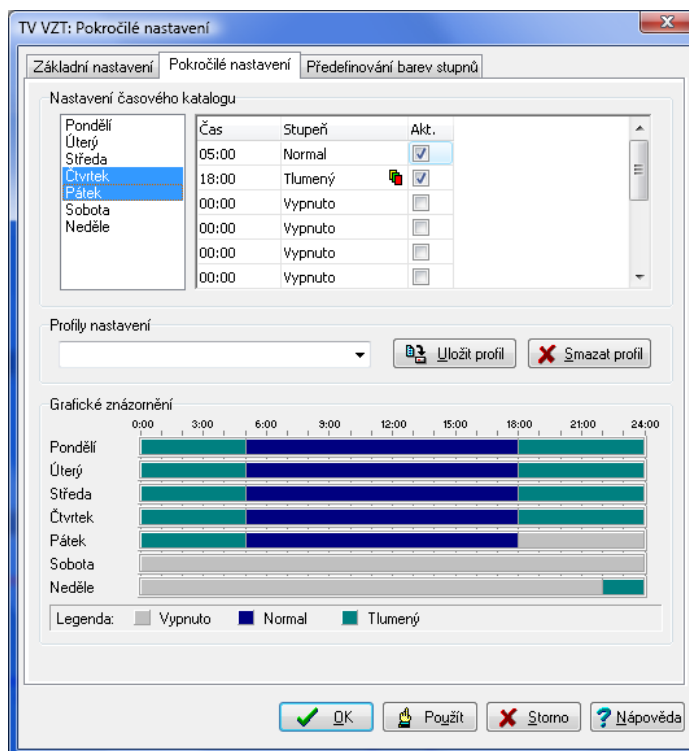 TV VZT: Pokročilé nastavení
Základní nastavení Pokročilé nastavení Předefinování barev stupnů
Nastavení časového katalogu
Pondělí
Úterý
Středa
Čtvrtek
Pátek
Sobota
Neděle
Čas Stupeň Akt.
05:00 Normal
18:00 Tlumený
00:00 Vypnuto
00:00 Vypnuto
00:00 Vypnuto
00:00 Vypnuto
Profily nastavení
Uložit profil Smazat profil
Grafické znázornění
0:00 3:00 6:00 9:00 12:00 15:00 18:00 21:00 24:00
Pondělí
Úterý
Středa
Čtvrtek
Pátek
Sobota
Neděle
Legenda: Vypnuto Normal Tlumený
OK Použít Storno Nápověda